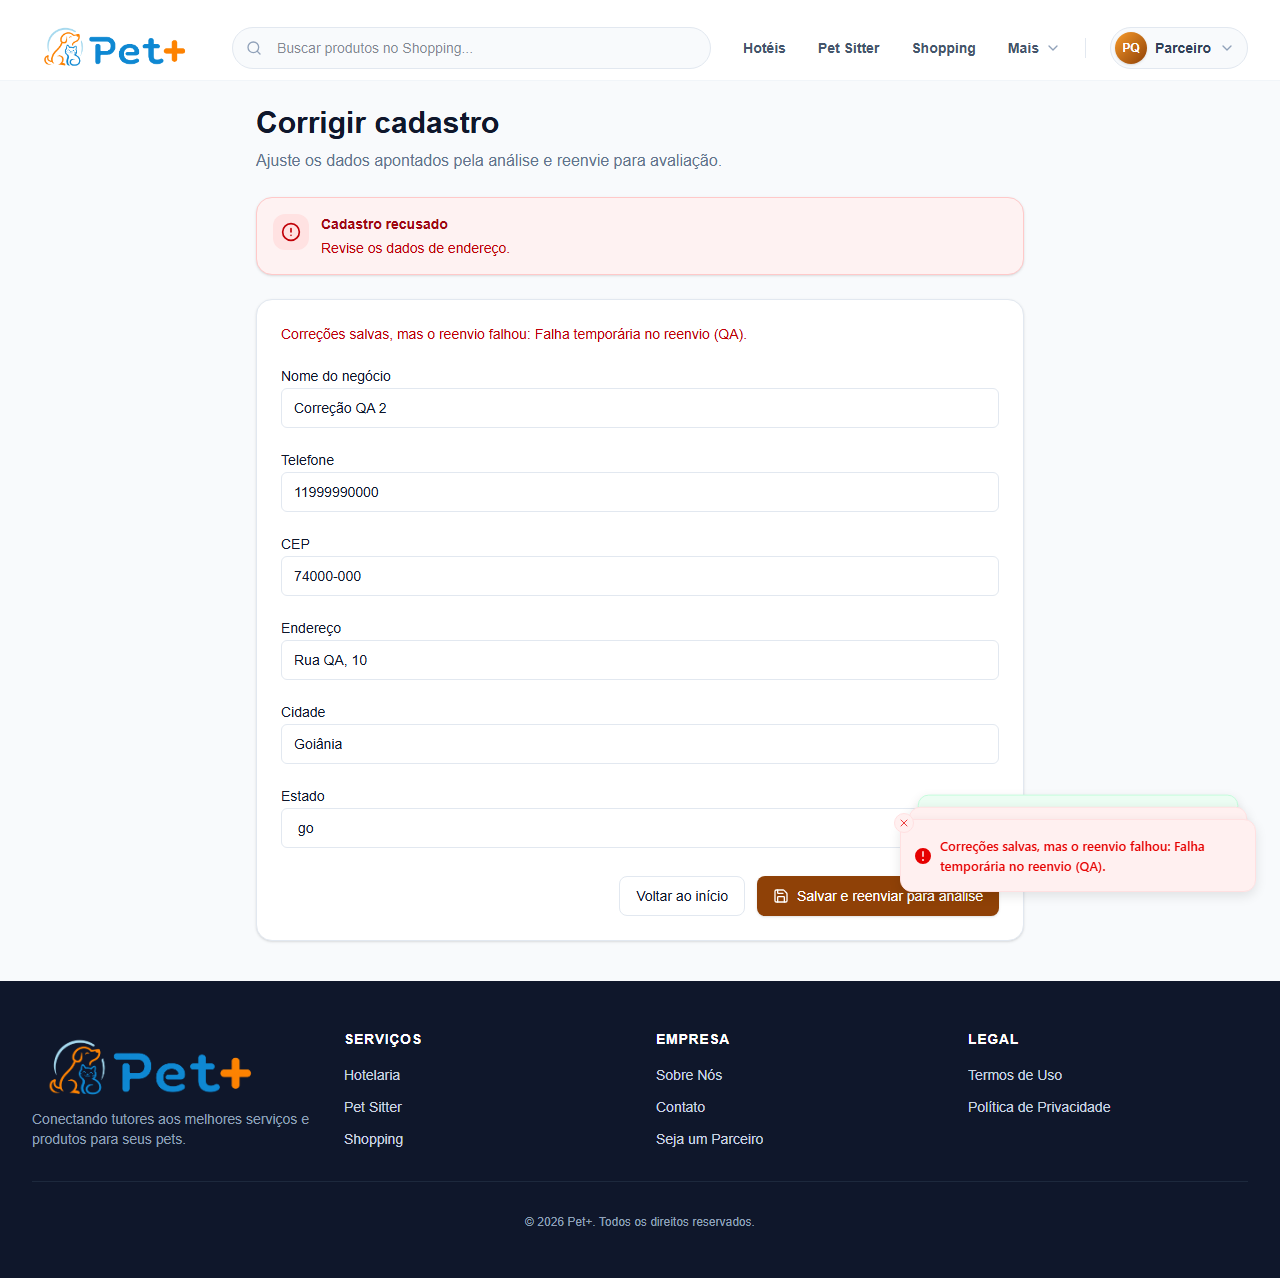 Pet+
Buscar produtos no Shopping...
Hotéis
Pet Sitter
Shopping
Mais
PQ
Parceiro
Corrigir cadastro
Ajuste os dados apontados pela análise e reenvie para avaliação.
Cadastro recusado
Revise os dados de endereço.
Correções salvas, mas o reenvio falhou: Falha temporária no reenvio (QA).
Nome do negócio
Correção QA 2
Telefone
11999990000
CEP
74000-000
Endereço
Rua QA, 10
Cidade
Goiânia
Estado
go
Correções salvas, mas o reenvio falhou: Falha
temporária no reenvio (QA).
Voltar ao início
Salvar e reenviar para análise
Pet+
Conectando tutores aos melhores serviços e
produtos para seus pets.
SERVIÇOS
Hotelaria
Pet Sitter
Shopping
EMPRESA
Sobre Nós
Contato
Seja um Parceiro
LEGAL
Termos de Uso
Política de Privacidade
© 2026 Pet+. Todos os direitos reservados.